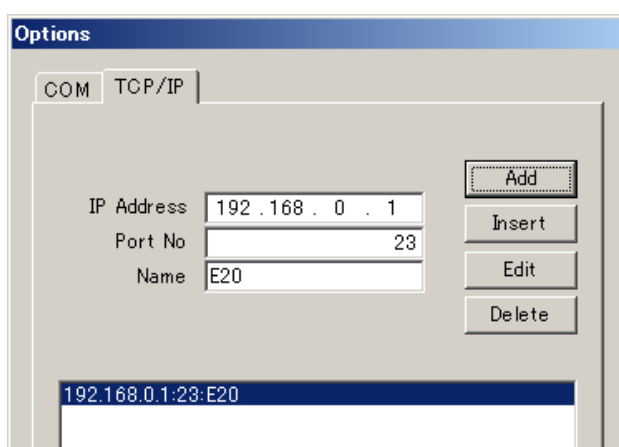 Options
COM TCP/IP
Add
IP Address 192 . 168 . 0 . 1
Insert
Port No 23
Name E20
Edit
Delete
192.168.0.1:23:E20